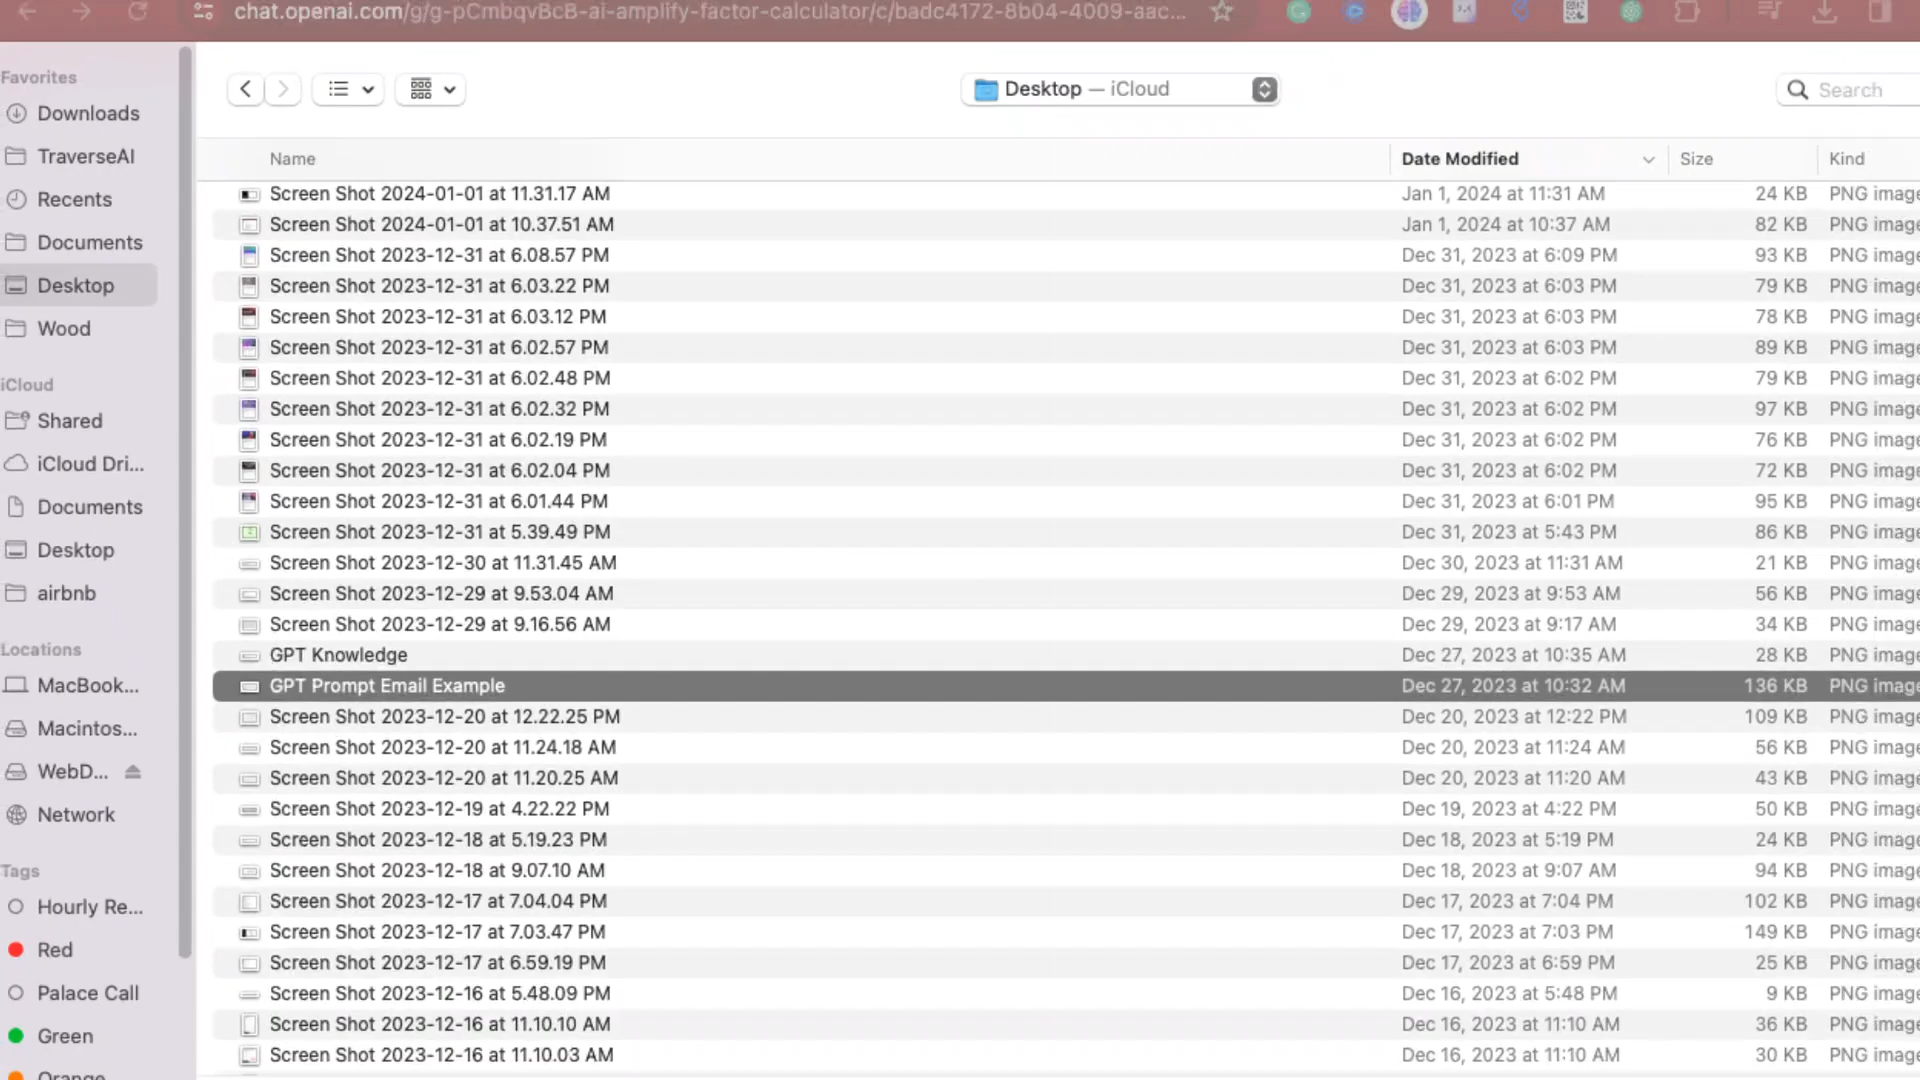 chat.openai.com/g/g-pCmbqvBcB-ai-amplify-factor-calculator/c/badc4172-8b04-4009-aac...
Favorites
Downloads
TraverseAI
Recents
Documents
Desktop
Wood
iCloud
Shared
iCloud Dri...
Documents
Desktop
airbnb
Locations
MacBook...
Macintos...
WebD...
Network
Tags
Hourly Re...
Red
Palace Call
Green
Orange
Desktop — iCloud
Search
Name Date Modified Size Kind
Screen Shot 2024-01-01 at 11.31.17 AM Jan 1, 2024 at 11:31 AM 24 KB PNG image
Screen Shot 2024-01-01 at 10.37.51 AM Jan 1, 2024 at 10:37 AM 82 KB PNG image
Screen Shot 2023-12-31 at 6.08.57 PM Dec 31, 2023 at 6:09 PM 93 KB PNG image
Screen Shot 2023-12-31 at 6.03.22 PM Dec 31, 2023 at 6:03 PM 79 KB PNG image
Screen Shot 2023-12-31 at 6.03.12 PM Dec 31, 2023 at 6:03 PM 78 KB PNG image
Screen Shot 2023-12-31 at 6.02.57 PM Dec 31, 2023 at 6:03 PM 89 KB PNG image
Screen Shot 2023-12-31 at 6.02.48 PM Dec 31, 2023 at 6:02 PM 79 KB PNG image
Screen Shot 2023-12-31 at 6.02.32 PM Dec 31, 2023 at 6:02 PM 97 KB PNG image
Screen Shot 2023-12-31 at 6.02.19 PM Dec 31, 2023 at 6:02 PM 76 KB PNG image
Screen Shot 2023-12-31 at 6.02.04 PM Dec 31, 2023 at 6:02 PM 72 KB PNG image
Screen Shot 2023-12-31 at 6.01.44 PM Dec 31, 2023 at 6:01 PM 95 KB PNG image
Screen Shot 2023-12-31 at 5.39.49 PM Dec 31, 2023 at 5:43 PM 86 KB PNG image
Screen Shot 2023-12-30 at 11.31.45 AM Dec 30, 2023 at 11:31 AM 21 KB PNG image
Screen Shot 2023-12-29 at 9.53.04 AM Dec 29, 2023 at 9:53 AM 56 KB PNG image
Screen Shot 2023-12-29 at 9.16.56 AM Dec 29, 2023 at 9:17 AM 34 KB PNG image
GPT Knowledge Dec 27, 2023 at 10:35 AM 28 KB PNG image
GPT Prompt Email Example Dec 27, 2023 at 10:32 AM 136 KB PNG image
Screen Shot 2023-12-20 at 12.22.25 PM Dec 20, 2023 at 12:22 PM 109 KB PNG image
Screen Shot 2023-12-20 at 11.24.18 AM Dec 20, 2023 at 11:24 AM 56 KB PNG image
Screen Shot 2023-12-20 at 11.20.25 AM Dec 20, 2023 at 11:20 AM 43 KB PNG image
Screen Shot 2023-12-19 at 4.22.22 PM Dec 19, 2023 at 4:22 PM 50 KB PNG image
Screen Shot 2023-12-18 at 5.19.23 PM Dec 18, 2023 at 5:19 PM 24 KB PNG image
Screen Shot 2023-12-18 at 9.07.10 AM Dec 18, 2023 at 9:07 AM 94 KB PNG image
Screen Shot 2023-12-17 at 7.04.04 PM Dec 17, 2023 at 7:04 PM 102 KB PNG image
Screen Shot 2023-12-17 at 7.03.47 PM Dec 17, 2023 at 7:03 PM 149 KB PNG image
Screen Shot 2023-12-17 at 6.59.19 PM Dec 17, 2023 at 6:59 PM 25 KB PNG image
Screen Shot 2023-12-16 at 5.48.09 PM Dec 16, 2023 at 5:48 PM 9 KB PNG image
Screen Shot 2023-12-16 at 11.10.10 AM Dec 16, 2023 at 11:10 AM 36 KB PNG image
Screen Shot 2023-12-16 at 11.10.03 AM Dec 16, 2023 at 11:10 AM 30 KB PNG image